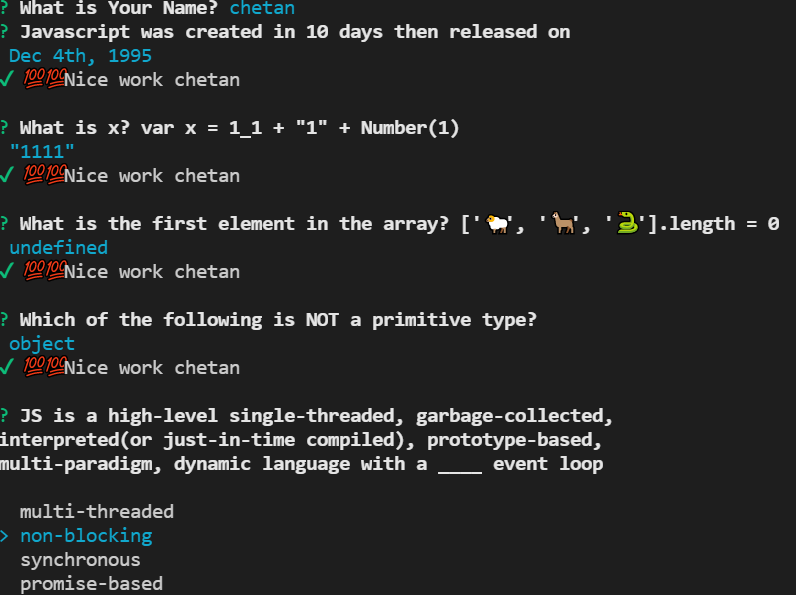 ? What is Your Name? chetan
? Javascript was created in 10 days then released on
Dec 4th, 1995
✓ 💯💯Nice work chetan
? What is x? var x = 1_1 + "1" + Number(1)
"1111"
✓ 💯💯Nice work chetan
? What is the first element in the array? ['🐑', '🦙', '🐍'].length = 0
undefined
✓ 💯💯Nice work chetan
? Which of the following is NOT a primitive type?
object
✓ 💯💯Nice work chetan
? JS is a high-level single-threaded, garbage-collected,
interpreted(or just-in-time compiled), prototype-based,
multi-paradigm, dynamic language with a ____ event loop
multi-threaded
> non-blocking
synchronous
promise-based